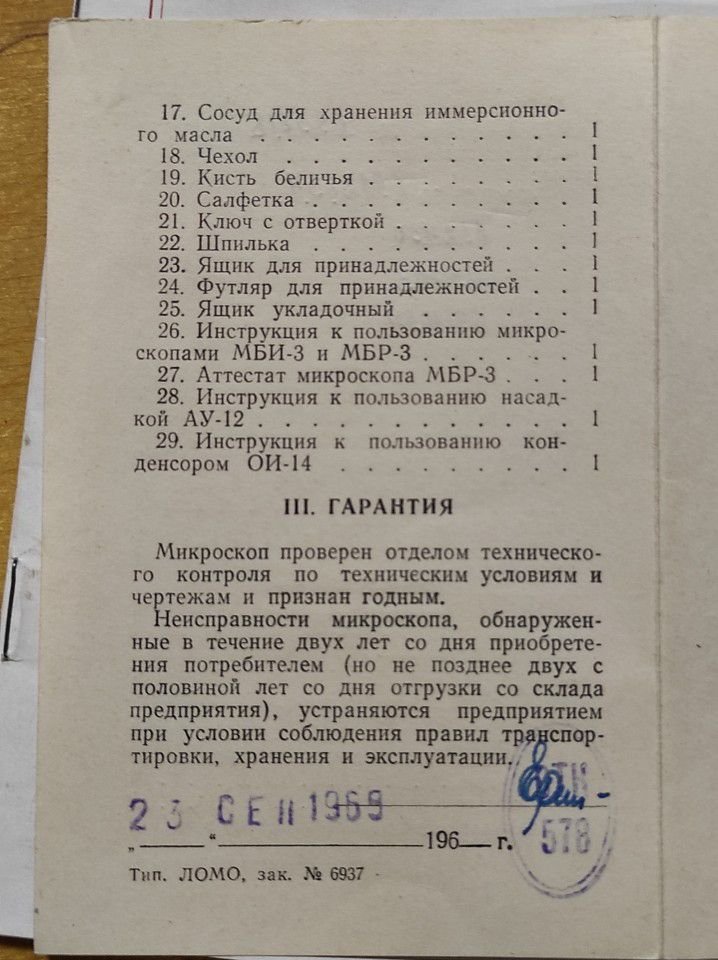 17. Сосуд для хранения иммерсионно-
го масла . . . . . . . . . . . . 1
18. Чехол . . . . . . . . . . . 1
19. Кисть беличья . . . . . . . . 1
20. Салфетка . . . . . . . . . . 1
21. Ключ с отверткой . . . . . . . 1
22. Шпилька . . . . . . . . . . 1
23. Ящик для принадлежностей . . . 1
24. Футляр для принадлежностей . . 1
25. Ящик укладочный . . . . . . 1
26. Инструкция к пользованию микро-
скопами МБИ-3 и МБР-3 . . . . . . 1
27. Аттестат микроскопа МБР-3 . . . 1
28. Инструкция к пользованию насад-
кой АУ-12 . . . . . . . . . . . . 1
29. Инструкция к пользованию кон-
денсором ОИ-14 . . . . . . . . . 1
III. ГАРАНТИЯ
Микроскоп проверен отделом техническо-
го контроля по техническим условиям и
чертежам и признан годным.
Неисправности микроскопа, обнаружен-
ные в течение двух лет со дня приобрете-
ния потребителем (но не позднее двух с
половиной лет со дня отгрузки со склада
предприятия), устраняются предприятием
при условии соблюдения правил транспор-
тировки, хранения и эксплуатации.
ОТК
23 СЕН 1969
578
„——“——————196—г.
Тип. ЛОМО, зак. № 6937